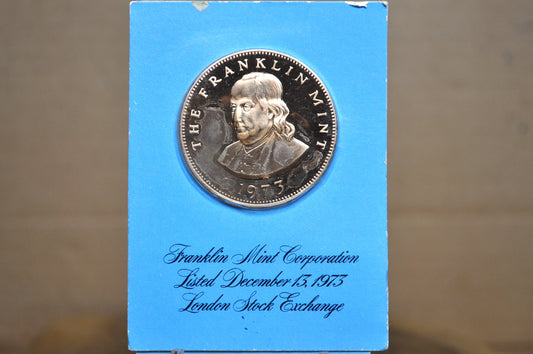 THE FRANKLIN MINT
1973
Franklin Mint Corporation
Listed December 13, 1973
London Stock Exchange